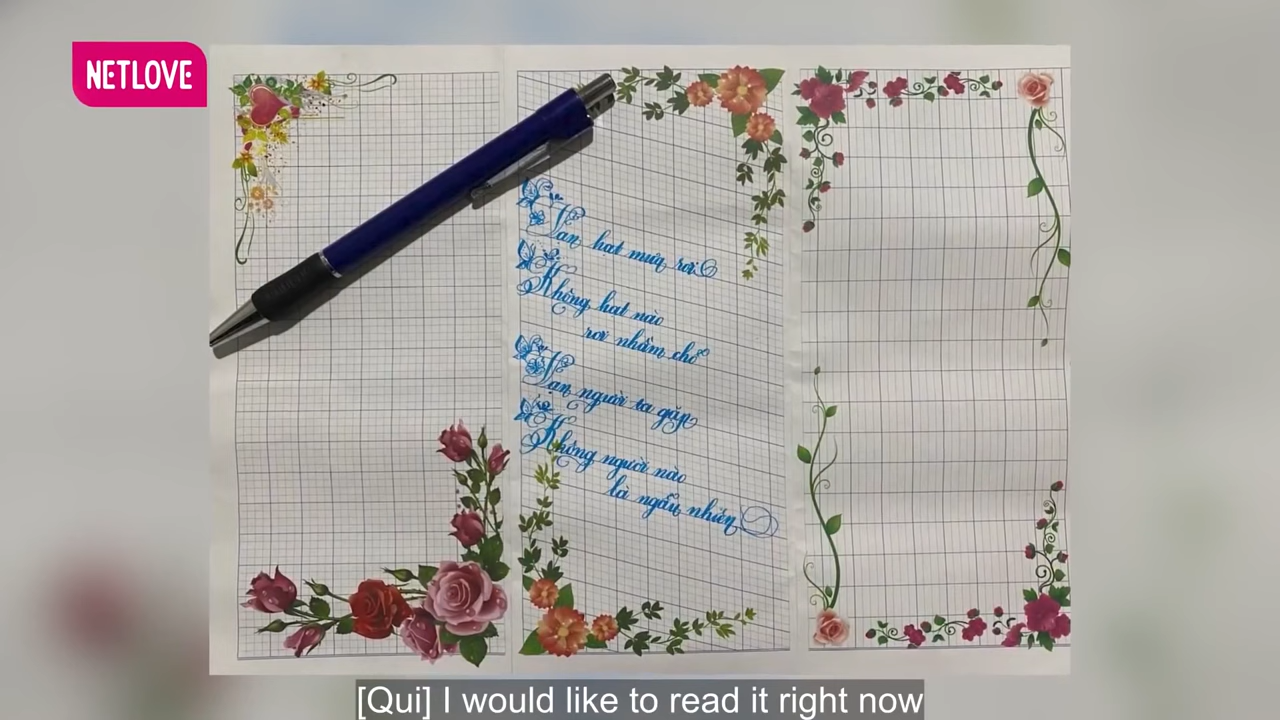 NETLOVE
Vạn hạt mưa rơi
Không hạt nào
rơi nhầm chỗ
Vạn người ta gặp
Không người nào
là ngẫu nhiên
[Qui] I would like to read it right now